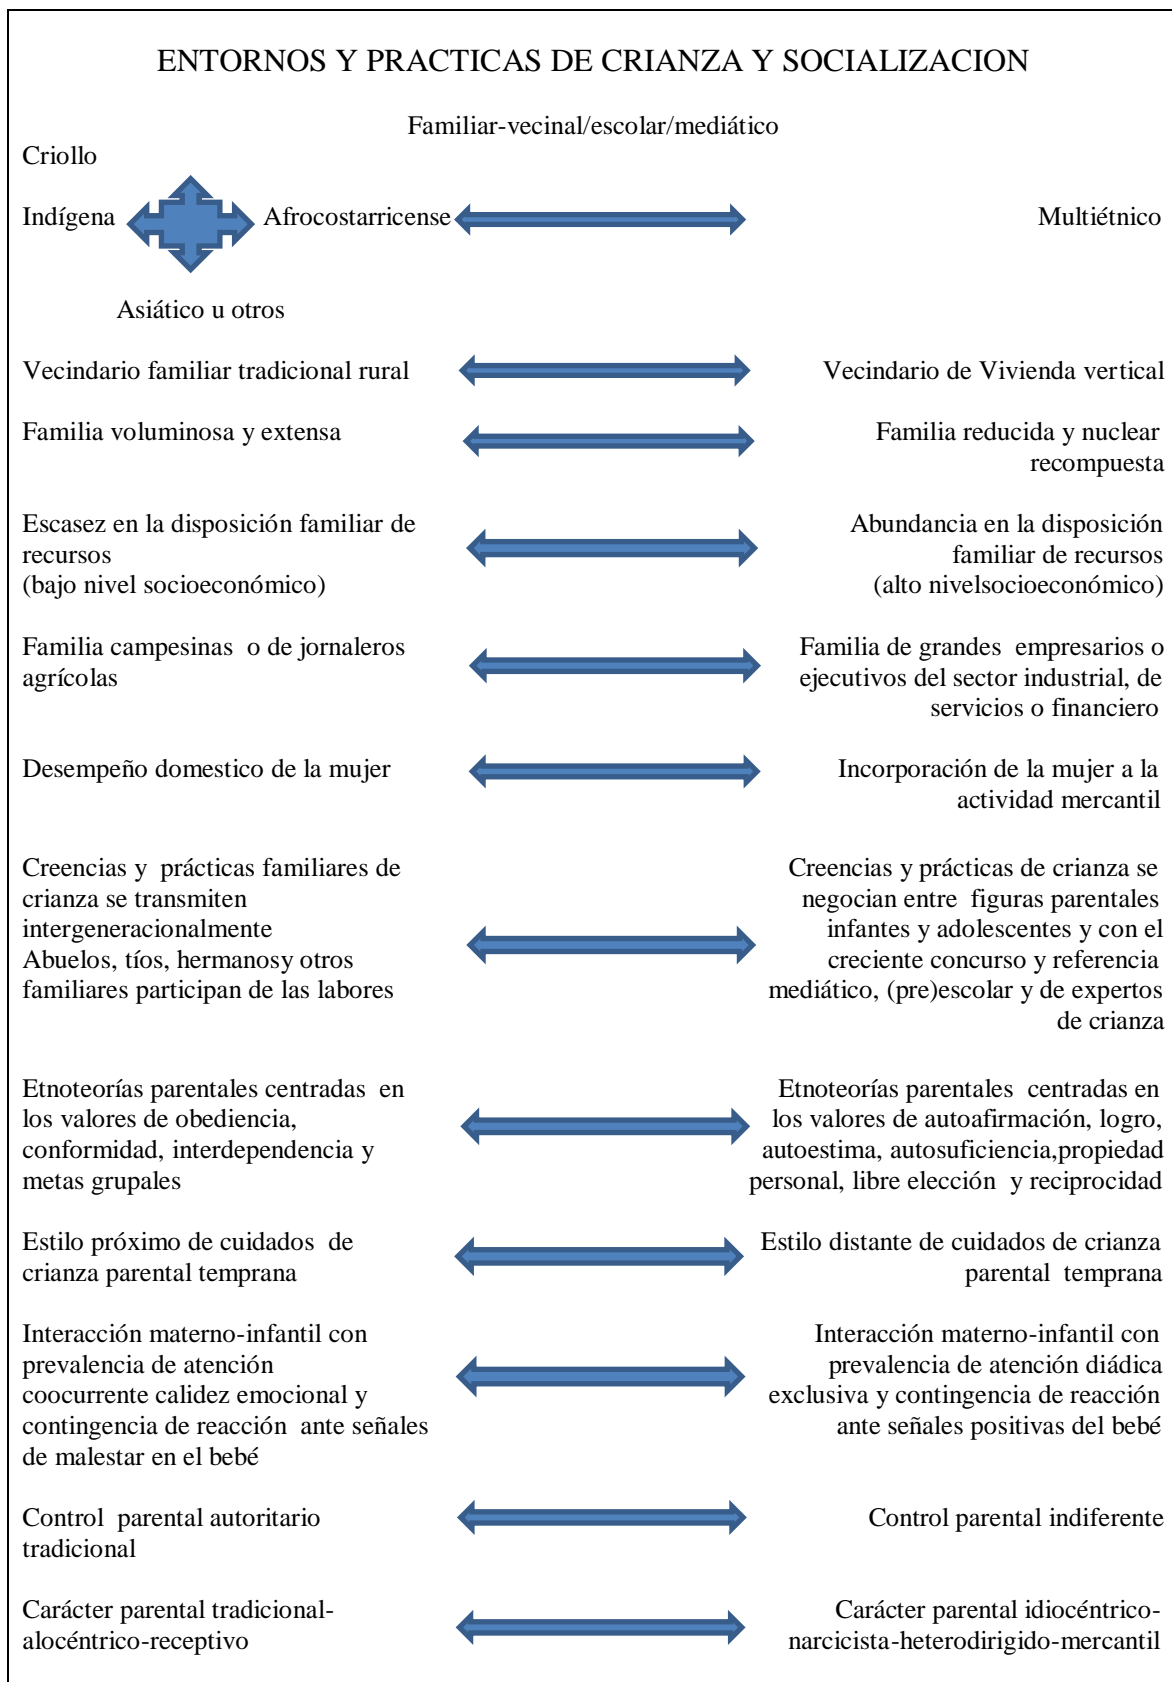 ENTORNOS Y PRACTICAS DE CRIANZA Y SOCIALIZACION
Familiar-vecinal/escolar/mediático
Criollo
Indígena
Afrocostarricense
Multiétnico
Asiático u otros
Vecindario familiar tradicional rural
Vecindario de Vivienda vertical
Familia voluminosa y extensa
Familia reducida y nuclear
recompuesta
Escasez en la disposición familiar de
recursos
(bajo nivel socioeconómico)
Abundancia en la disposición
familiar de recursos
(alto nivelsocioeconómico)
Familia campesinas o de jornaleros
agrícolas
Familia de grandes empresarios o
ejecutivos del sector industrial, de
servicios o financiero
Desempeño domestico de la mujer
Incorporación de la mujer a la
actividad mercantil
Creencias y prácticas familiares de
crianza se transmiten
intergeneracionalmente
Abuelos, tíos, hermanosy otros
familiares participan de las labores
Creencias y prácticas de crianza se
negocian entre figuras parentales
infantes y adolescentes y con el
creciente concurso y referencia
mediático, (pre)escolar y de expertos
de crianza
Etnoteorías parentales centradas en
los valores de obediencia,
conformidad, interdependencia y
metas grupales
Etnoteorías parentales centradas en
los valores de autoafirmación, logro,
autoestima, autosuficiencia,propiedad
personal, libre elección y reciprocidad
Estilo próximo de cuidados de
crianza parental temprana
Estilo distante de cuidados de crianza
parental temprana
Interacción materno-infantil con
prevalencia de atención
coocurrente calidez emocional y
contingencia de reacción ante señales
de malestar en el bebé
Interacción materno-infantil con
prevalencia de atención diádica
exclusiva y contingencia de reacción
ante señales positivas del bebé
Control parental autoritario
tradicional
Control parental indiferente
Carácter parental tradicional-
alocéntrico-receptivo
Carácter parental idiocéntrico-
narcicista-heterodirigido-mercantil